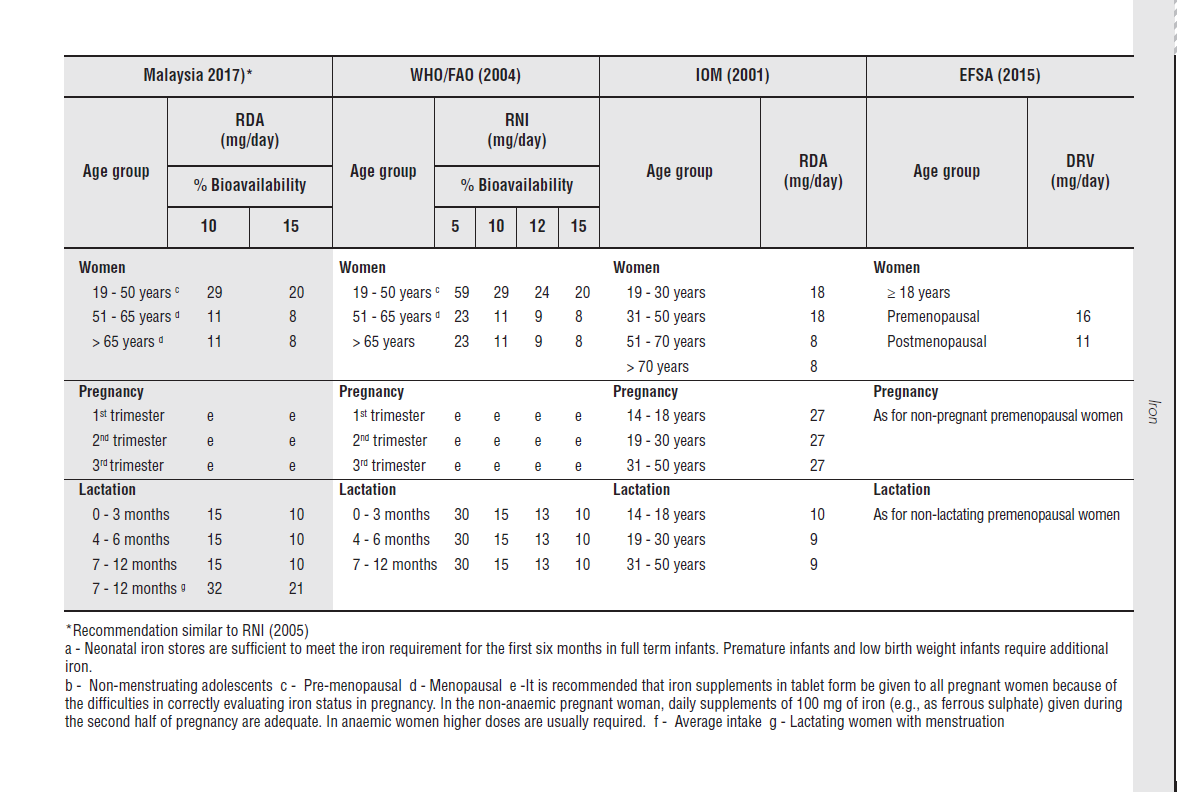 Malaysia 2017)* WHO/FAO (2004) IOM (2001) EFSA (2015)
Age group RDA (mg/day) Age group RNI (mg/day) Age group RDA (mg/day) Age group DRV (mg/day)
% Bioavailability % Bioavailability
10 15 5 10 12 15
Women Women Women Women
19 - 50 years c 29 20 19 - 50 years c 59 29 24 20 19 - 30 years 18 ≥ 18 years
51 - 65 years d 11 8 51 - 65 years d 23 11 9 8 31 - 50 years 18 Premenopausal 16
> 65 years d 11 8 > 65 years 23 11 9 8 51 - 70 years 8 Postmenopausal 11
> 70 years 8
Pregnancy Pregnancy Pregnancy Pregnancy
1st trimester e e 1st trimester e e e e 14 - 18 years 27 As for non-pregnant premenopausal women
2nd trimester e e 2nd trimester e e e e 19 - 30 years 27
3rd trimester e e 3rd trimester e e e e 31 - 50 years 27
Lactation Lactation Lactation Lactation
0 - 3 months 15 10 0 - 3 months 30 15 13 10 14 - 18 years 10 As for non-lactating premenopausal women
4 - 6 months 15 10 4 - 6 months 30 15 13 10 19 - 30 years 9
7 - 12 months 15 10 7 - 12 months 30 15 13 10 31 - 50 years 9
7 - 12 months g 32 21
*Recommendation similar to RNI (2005)
a - Neonatal iron stores are sufficient to meet the iron requirement for the first six months in full term infants. Premature infants and low birth weight infants require additional
iron.
b - Non-menstruating adolescents c - Pre-menopausal d - Menopausal e -It is recommended that iron supplements in tablet form be given to all pregnant women because of
the difficulties in correctly evaluating iron status in pregnancy. In the non-anaemic pregnant woman, daily supplements of 100 mg of iron (e.g., as ferrous sulphate) given during
the second half of pregnancy are adequate. In anaemic women higher doses are usually required. f - Average intake g - Lactating women with menstruation
Iron